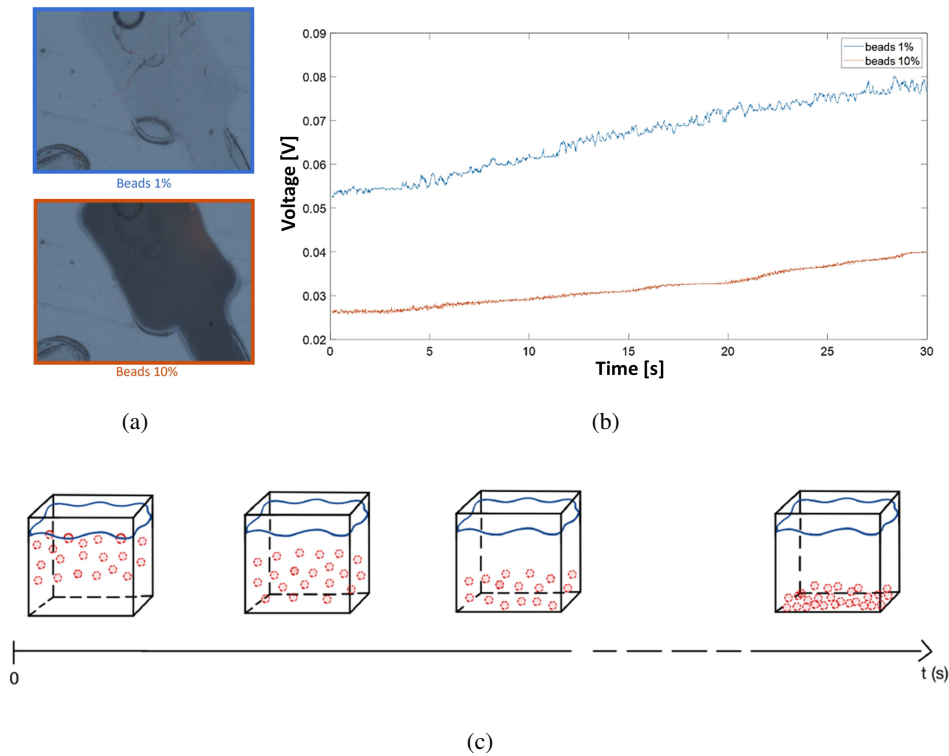 Beads 1%
Beads 10%
(a)
0.09
0.08
0.07
0.06
0.05
0.04
0.03
0.02
Voltage [V]
0
5
10
15
20
25
30
Time [s]
beads 1%
beads 10%
(b)
0
t (s)
(c)